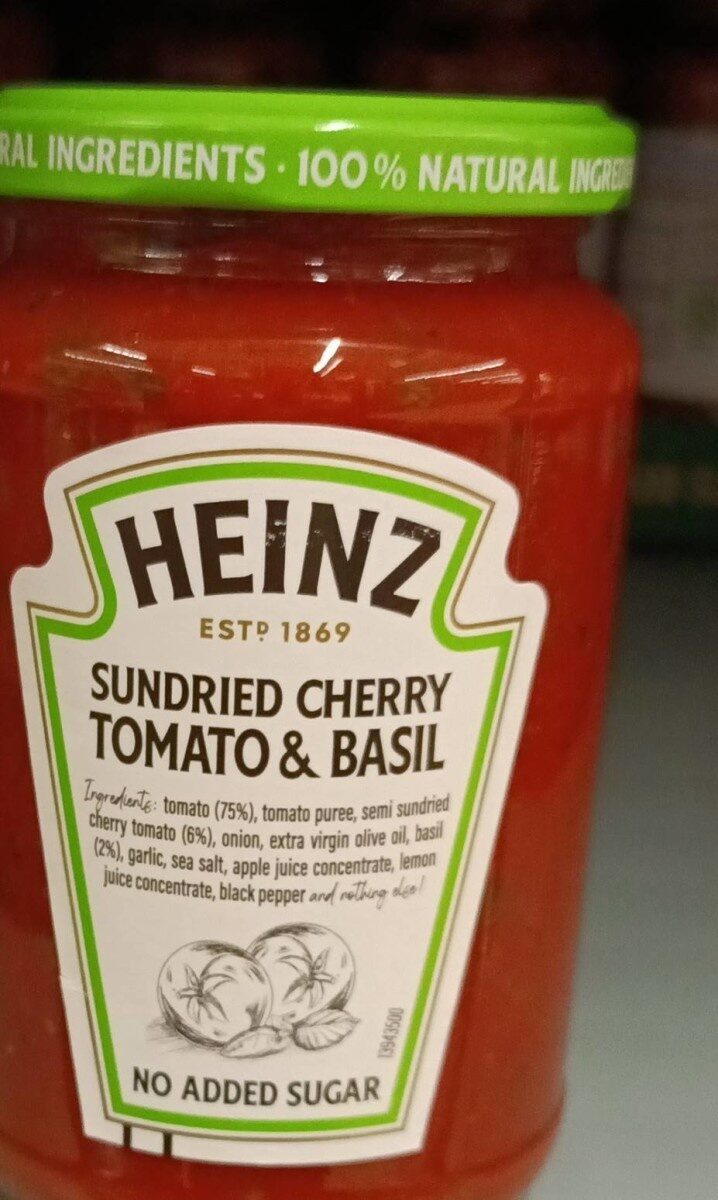 RAL INGREDIENTS · 100% NATURAL INGRED
HEINZ
ESTD 1869
SUNDRIED CHERRY
TOMATO & BASIL
Ingredients: tomato (75%), tomato puree, semi sundried
cherry tomato (6%), onion, extra virgin olive oil, basil
(2%), garlic, sea salt, apple juice concentrate, lemon
juice concentrate, black pepper and nothing else!
13943500
NO ADDED SUGAR